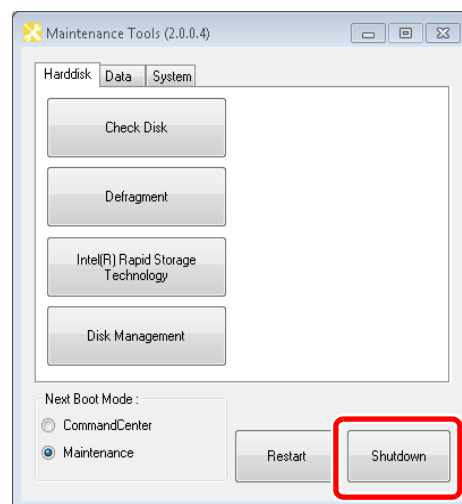 Maintenance Tools (2.0.0.4)
Harddisk Data System
Check Disk
Defragment
Intel(R) Rapid Storage
Technology
Disk Management
Next Boot Mode :
CommandCenter
Maintenance
Restart Shutdown